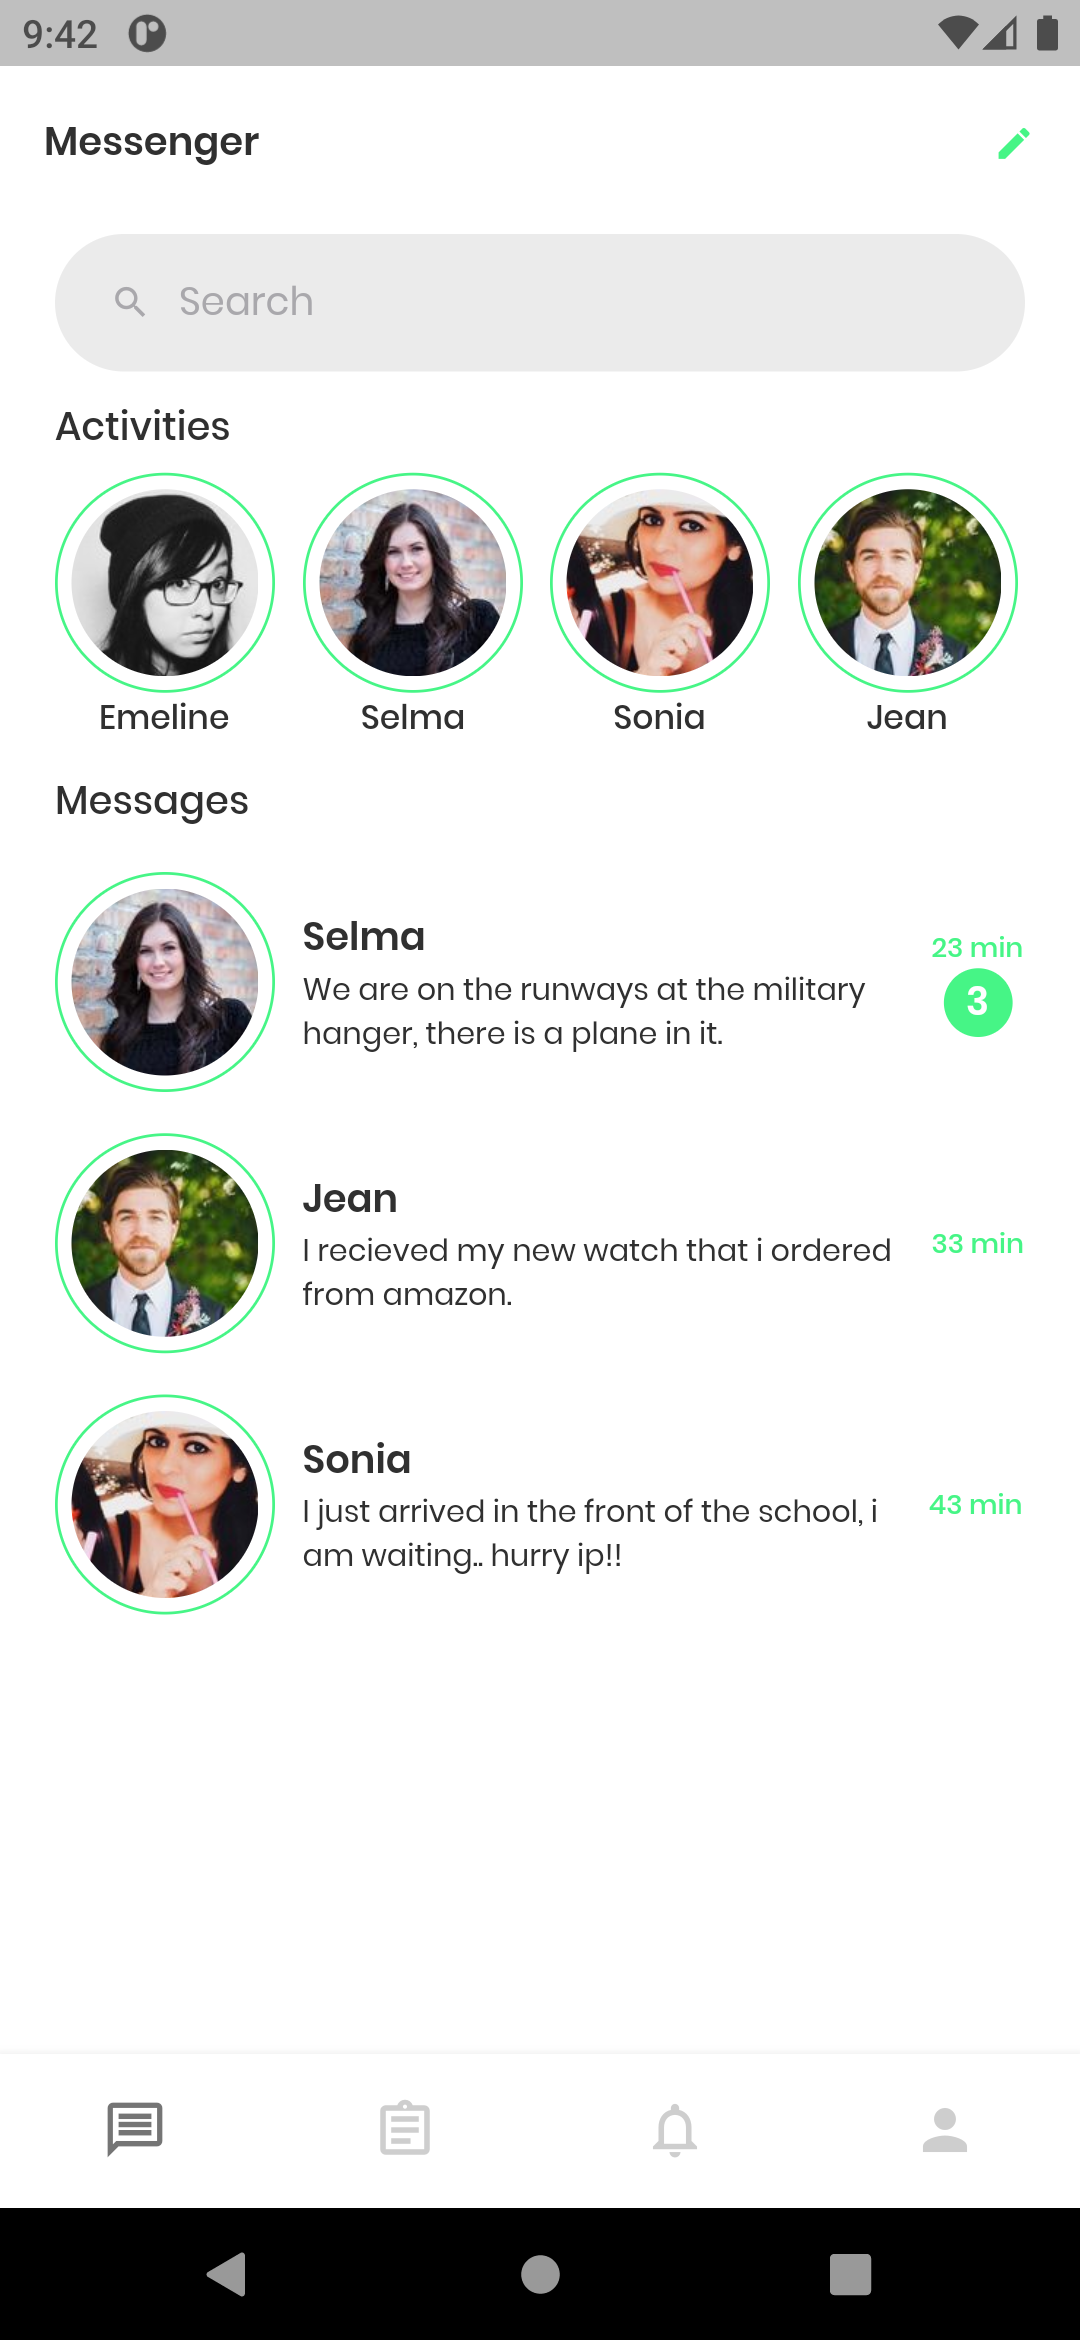 9:42
Messenger
Search
Activities
Emeline
Selma
Sonia
Jean
Messages
Selma
We are on the runways at the military
hanger, there is a plane in it.
23 min
3
Jean
I recieved my new watch that i ordered
from amazon.
33 min
Sonia
I just arrived in the front of the school, i
am waiting.. hurry ip!!
43 min